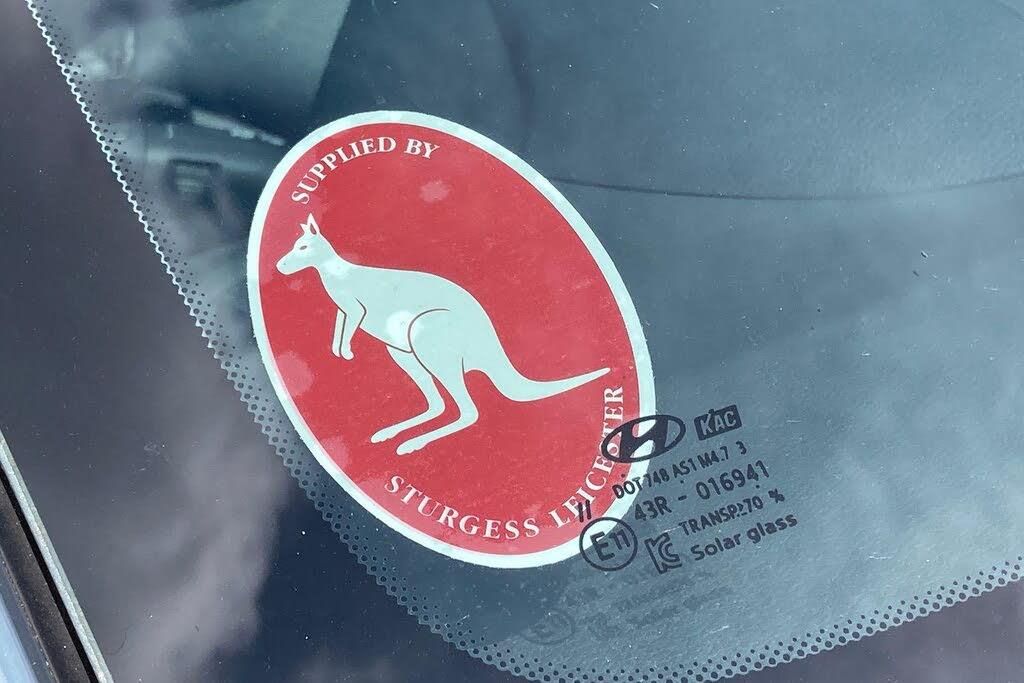 SUPPLIED BY
STURGESS LEICESTER
KAC
DOT 748 AS1 M4.7 3
43R - 016941
TRANSP.≥70 %
E11
Solar glass